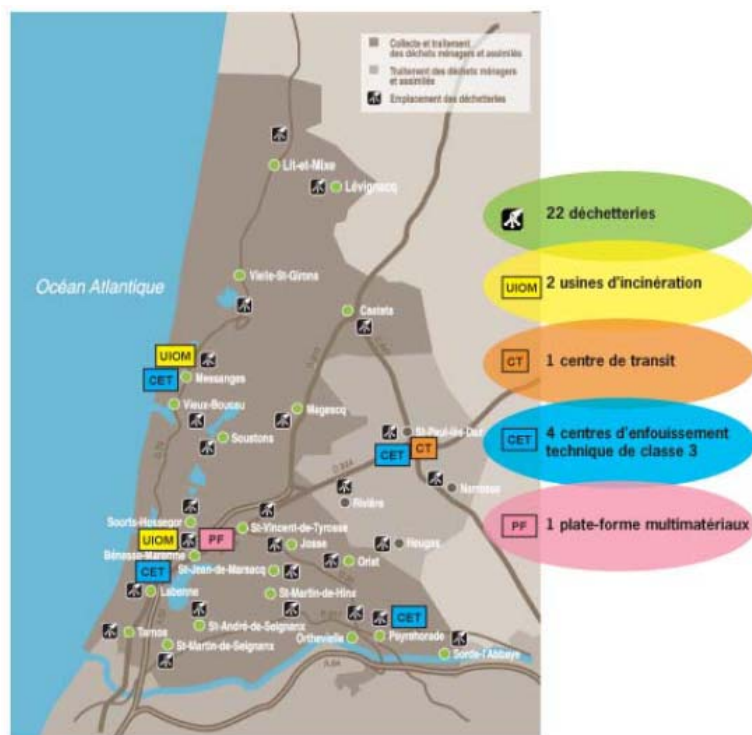 Collecte et traitement
des déchets ménagers et assimilés
Traitement des déchets ménagers
et assimilés
Emplacement des déchetteries
Lit-et-Mixe
Lévignacq
22 déchetteries
Océan Atlantique
Vielle-St-Girons
UIOM
2 usines d'incinération
Castets
UIOM
CET
Messanges
CT
1 centre de transit
Vieux-Boucau
Magescq
Soustons
St-Paul-lès-Dax
CET
CT
CET
4 centres d'enfouissement
technique de classe 3
Narrosse
Rivière
Soorts-Hossegor
St-Vincent-de-Tyrosse
PF
1 plate-forme multimatériaux
UIOM
PF
Josse
Heugas
Bénesse-Maremne
Orist
CET
St-Jean-de-Marsacq
Labenne
St-Martin-de-Hinx
CET
Tarnos
St-André-de-Seignanx
Orthevielle
Peyrehorade
St-Martin-de-Seignanx
Sorde-l'Abbaye
A 64